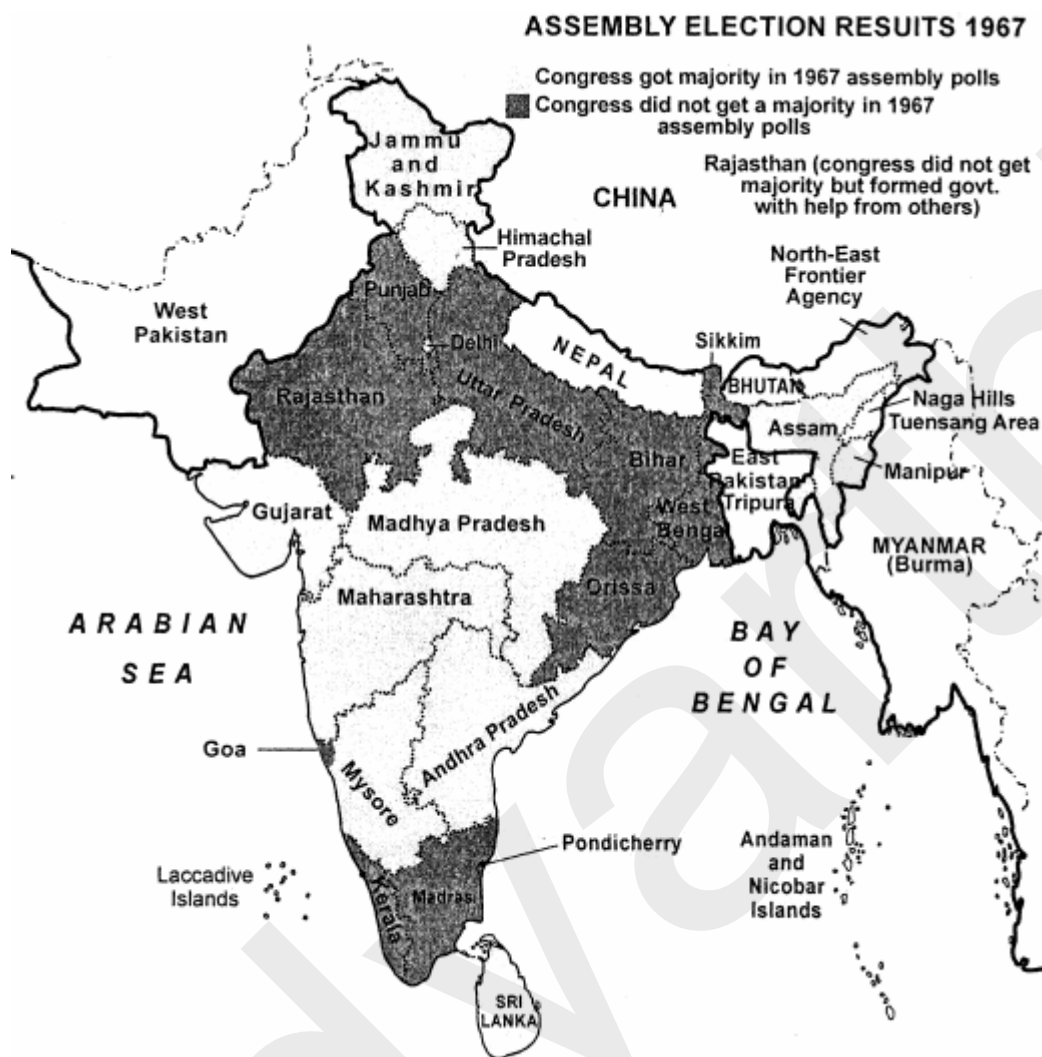 ASSEMBLY ELECTION RESUITS 1967
Congress got majority in 1967 assembly polls
Congress did not get a majority in 1967
assembly polls
Rajasthan (congress did not get
majority but formed govt.
with help from others)
Jammu
and
Kashmir
CHINA
Himachal
Pradesh
North-East
Frontier
Agency
West
Pakistan
Punjab
Delhi
NEPAL
Sikkim
BHUTAN
Naga Hills
Tuensang Area
Rajasthan
Uttar Pradesh
Assam
Bihar
East
Pakistan
Manipur
Tripura
Gujarat
Madhya Pradesh
West
Bengal
MYANMAR
(Burma)
Orissa
Maharashtra
ARABIAN
SEA
BAY
OF
BENGAL
Andhra Pradesh
Goa
Mysore
Pondicherry
Andaman
and
Nicobar
Islands
Laccadive
Islands
Kerala
Madras
SRI
LANKA